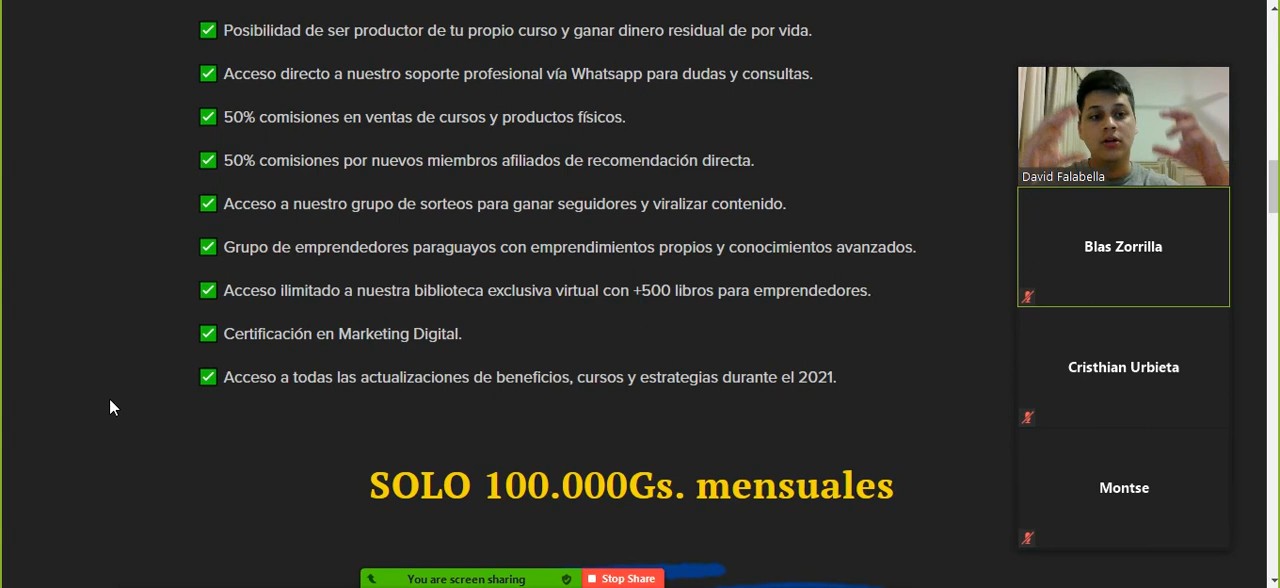 Posibilidad de ser productor de tu propio curso y ganar dinero residual de por vida.
Acceso directo a nuestro soporte profesional vía Whatsapp para dudas y consultas.
50% comisiones en ventas de cursos y productos físicos.
50% comisiones por nuevos miembros afiliados de recomendación directa.
Acceso a nuestro grupo de sorteos para ganar seguidores y viralizar contenido.
Grupo de emprendedores paraguayos con emprendimientos propios y conocimientos avanzados.
Acceso ilimitado a nuestra biblioteca exclusiva virtual con +500 libros para emprendedores.
Certificación en Marketing Digital.
Acceso a todas las actualizaciones de beneficios, cursos y estrategias durante el 2021.
SOLO 100.000Gs. mensuales
David Falabella
Blas Zorrilla
Cristhian Urbieta
Montse
You are screen sharing
Stop Share